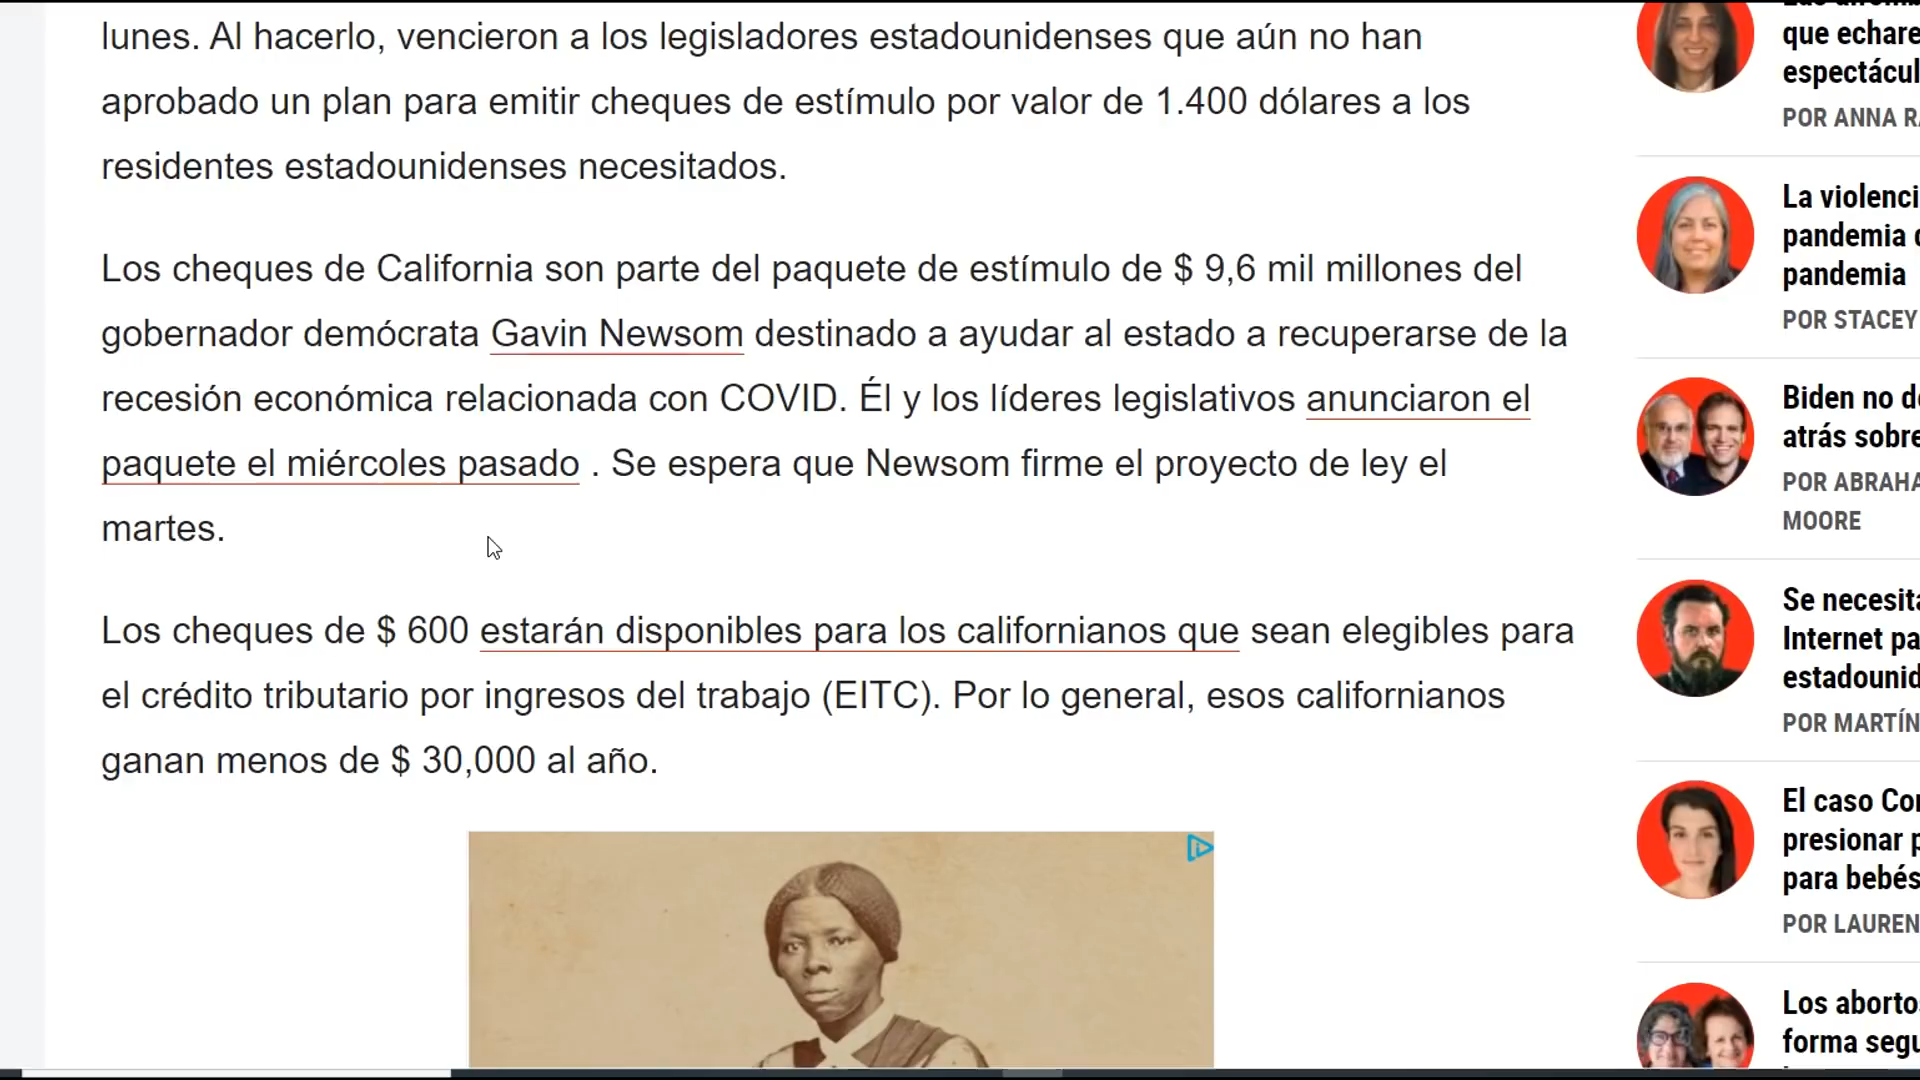 lunes. Al hacerlo, vencieron a los legisladores estadounidenses que aún no han
aprobado un plan para emitir cheques de estímulo por valor de 1.400 dólares a los
residentes estadounidenses necesitados.
Los cheques de California son parte del paquete de estímulo de $ 9,6 mil millones del
gobernador demócrata Gavin Newsom destinado a ayudar al estado a recuperarse de la
recesión económica relacionada con COVID. Él y los líderes legislativos anunciaron el
paquete el miércoles pasado . Se espera que Newsom firme el proyecto de ley el
martes.
Los cheques de $ 600 estarán disponibles para los californianos que sean elegibles para
el crédito tributario por ingresos del trabajo (EITC). Por lo general, esos californianos
ganan menos de $ 30,000 al año.
que echare
espectácul
POR ANNA R
La violenci
pandemia
pandemia
POR STACEY
Biden no d
atrás sobre
POR ABRAHA
MOORE
Se necesita
Internet pa
estadounid
POR MARTÍN
El caso Cor
presionar p
para bebés
POR LAUREN
Los aborto
forma segu